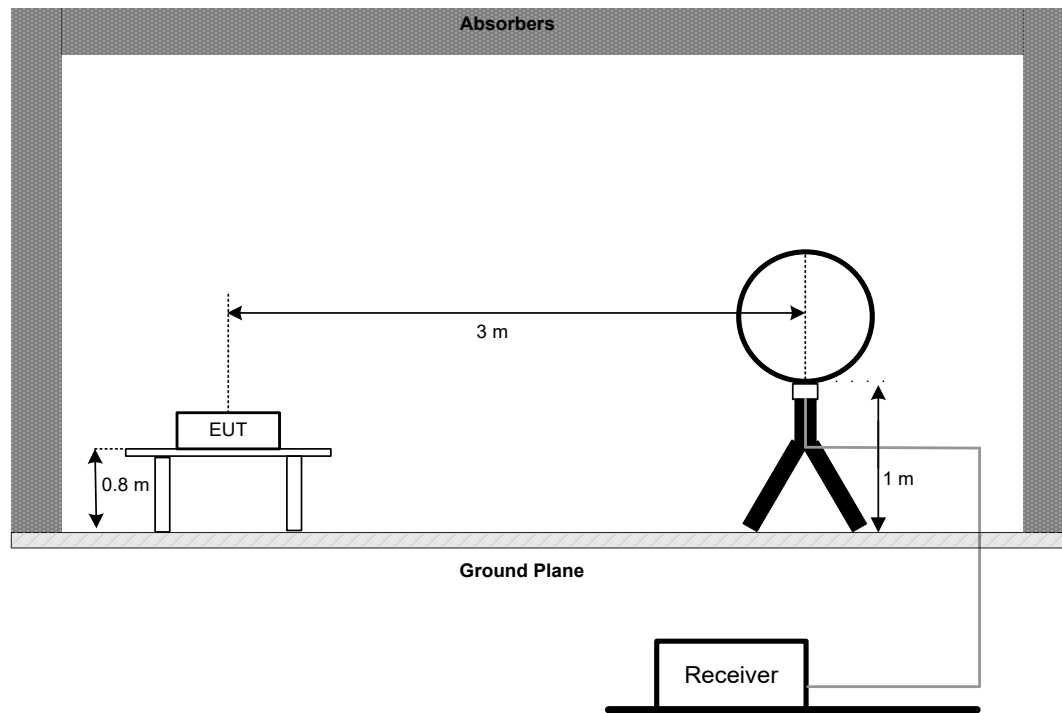 Absorbers
3 m
EUT
0.8 m
1 m
Ground Plane
Receiver